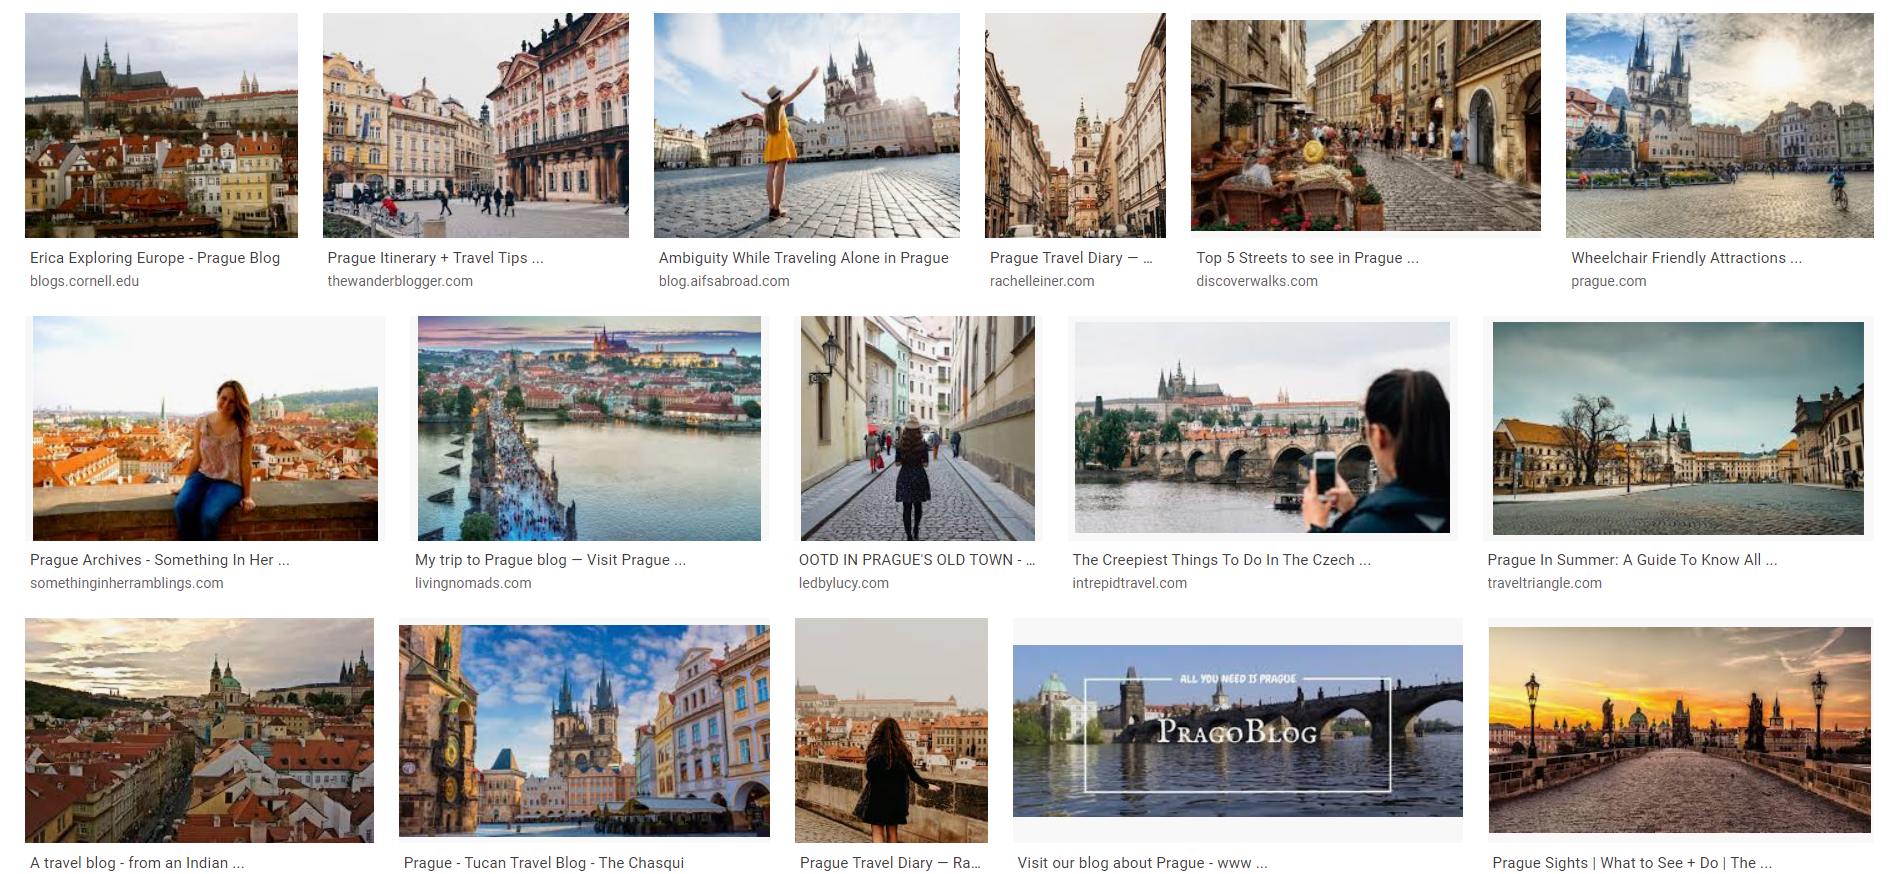 Erica Exploring Europe - Prague Blog
blogs.cornell.edu
Prague Itinerary + Travel Tips ...
thewanderblogger.com
Ambiguity While Traveling Alone in Prague
blog.aifsabroad.com
Prague Travel Diary — ...
rachelleiner.com
Top 5 Streets to see in Prague ...
discoverwalks.com
Wheelchair Friendly Attractions ...
prague.com
Prague Archives - Something In Her ...
somethinginherramblings.com
My trip to Prague blog — Visit Prague ...
livingnomads.com
OOTD IN PRAGUE'S OLD TOWN - ...
ledbylucy.com
The Creepiest Things To Do In The Czech ...
intrepidtravel.com
Prague In Summer: A Guide To Know All ...
traveltriangle.com
ALL YOU NEED IS PRAGUE
PRAGOBLOG
A travel blog - from an Indian ...
Prague - Tucan Travel Blog - The Chasqui
Prague Travel Diary — Ra...
Visit our blog about Prague - www ...
Prague Sights | What to See + Do | The ...